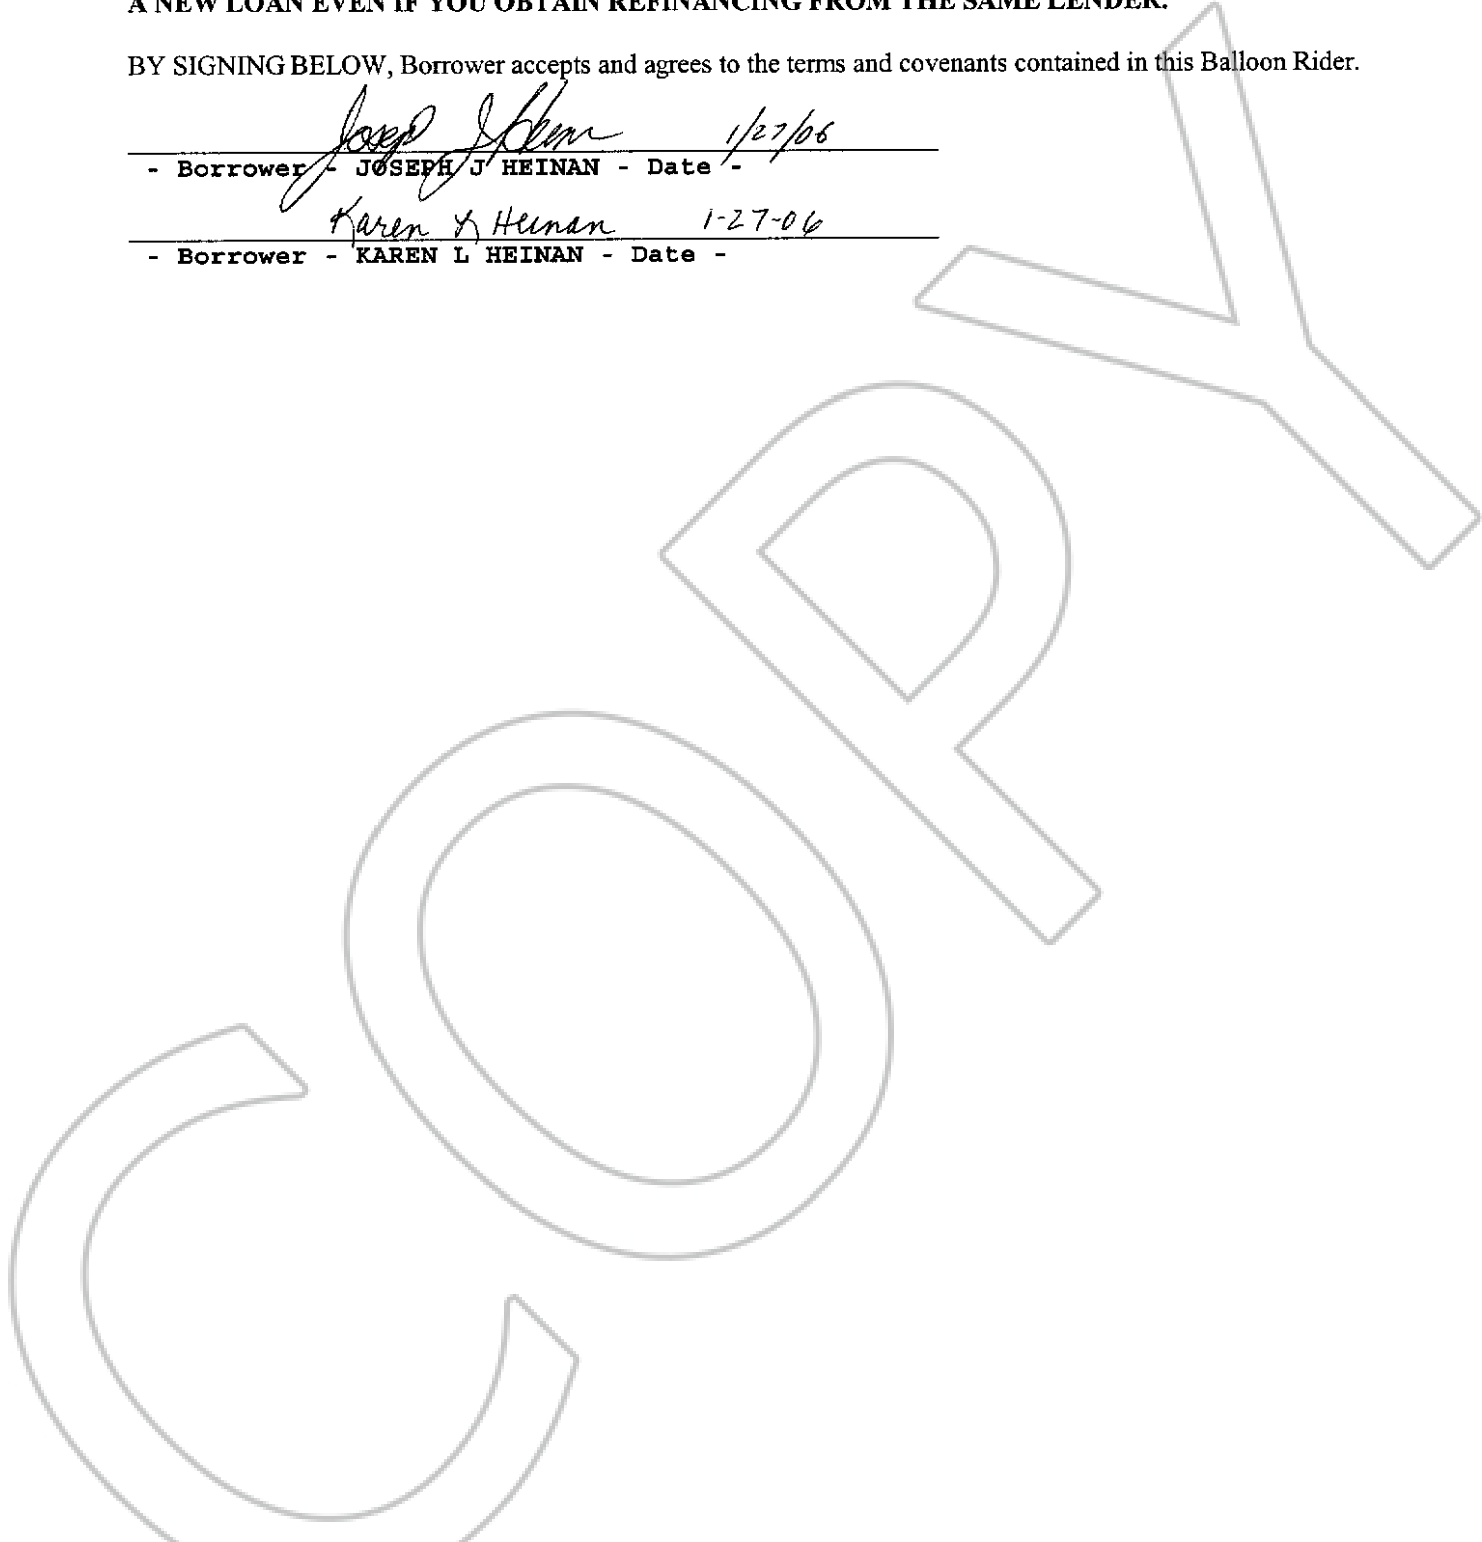 A NEW LOAN EVEN IF YOU OBTAIN REFINANCING FROM THE SAME LENDER.
BY SIGNING BELOW, Borrower accepts and agrees to the terms and covenants contained in this Balloon Rider.
Joseph J Heinan 1/27/06
- Borrower - JOSEPH J HEINAN - Date -
Karen L Heinan 1-27-06
- Borrower - KAREN L HEINAN - Date -
COPY